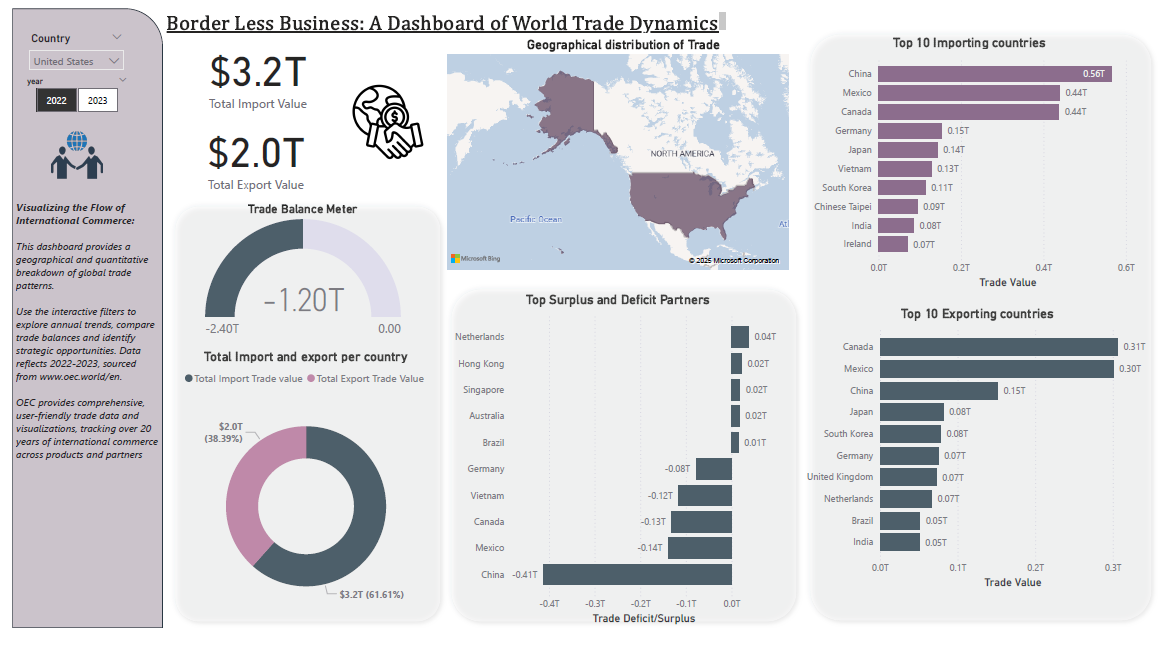 Border Less Business: A Dashboard of World Trade Dynamics
Country
United States
year
2022
2023
Visualizing the Flow of
International Commerce:
This dashboard provides a
geographical and quantitative
breakdown of global trade
patterns.
Use the interactive filters to
explore annual trends, compare
trade balances and identify
strategic opportunities. Data
reflects 2022-2023, sourced
from www.oec.world/en.
OEC provides comprehensive,
user-friendly trade data and
visualizations, tracking over 20
years of international commerce
across products and partners
$3.2T
Total Import Value
$2.0T
Total Export Value
$
Trade Balance Meter
-1.20T
-2.40T
0.00
Total Import and export per country
Total Import Trade value
Total Export Trade Value
$2.0T
(38.39%)
$3.2T (61.61%)
Geographical distribution of Trade
NORTH AMERICA
Pacific Ocean
At
Microsoft Bing
© 2025 Microsoft Corporation
Top Surplus and Deficit Partners
Netherlands 0.04T
Hong Kong 0.02T
Singapore 0.02T
Australia 0.02T
Brazil 0.01T
Germany -0.08T
Vietnam -0.12T
Canada -0.13T
Mexico -0.14T
China -0.41T
-0.4T -0.3T -0.2T -0.1T 0.0T
Trade Deficit/Surplus
Top 10 Importing countries
China 0.56T
Mexico 0.44T
Canada 0.44T
Germany 0.15T
Japan 0.14T
Vietnam 0.13T
South Korea 0.11T
Chinese Taipei 0.09T
India 0.08T
Ireland 0.07T
0.0T 0.2T 0.4T 0.6T
Trade Value
Top 10 Exporting countries
Canada 0.31T
Mexico 0.30T
China 0.15T
Japan 0.08T
South Korea 0.08T
Germany 0.07T
United Kingdom 0.07T
Netherlands 0.07T
Brazil 0.05T
India 0.05T
0.0T 0.1T 0.2T 0.3T
Trade Value